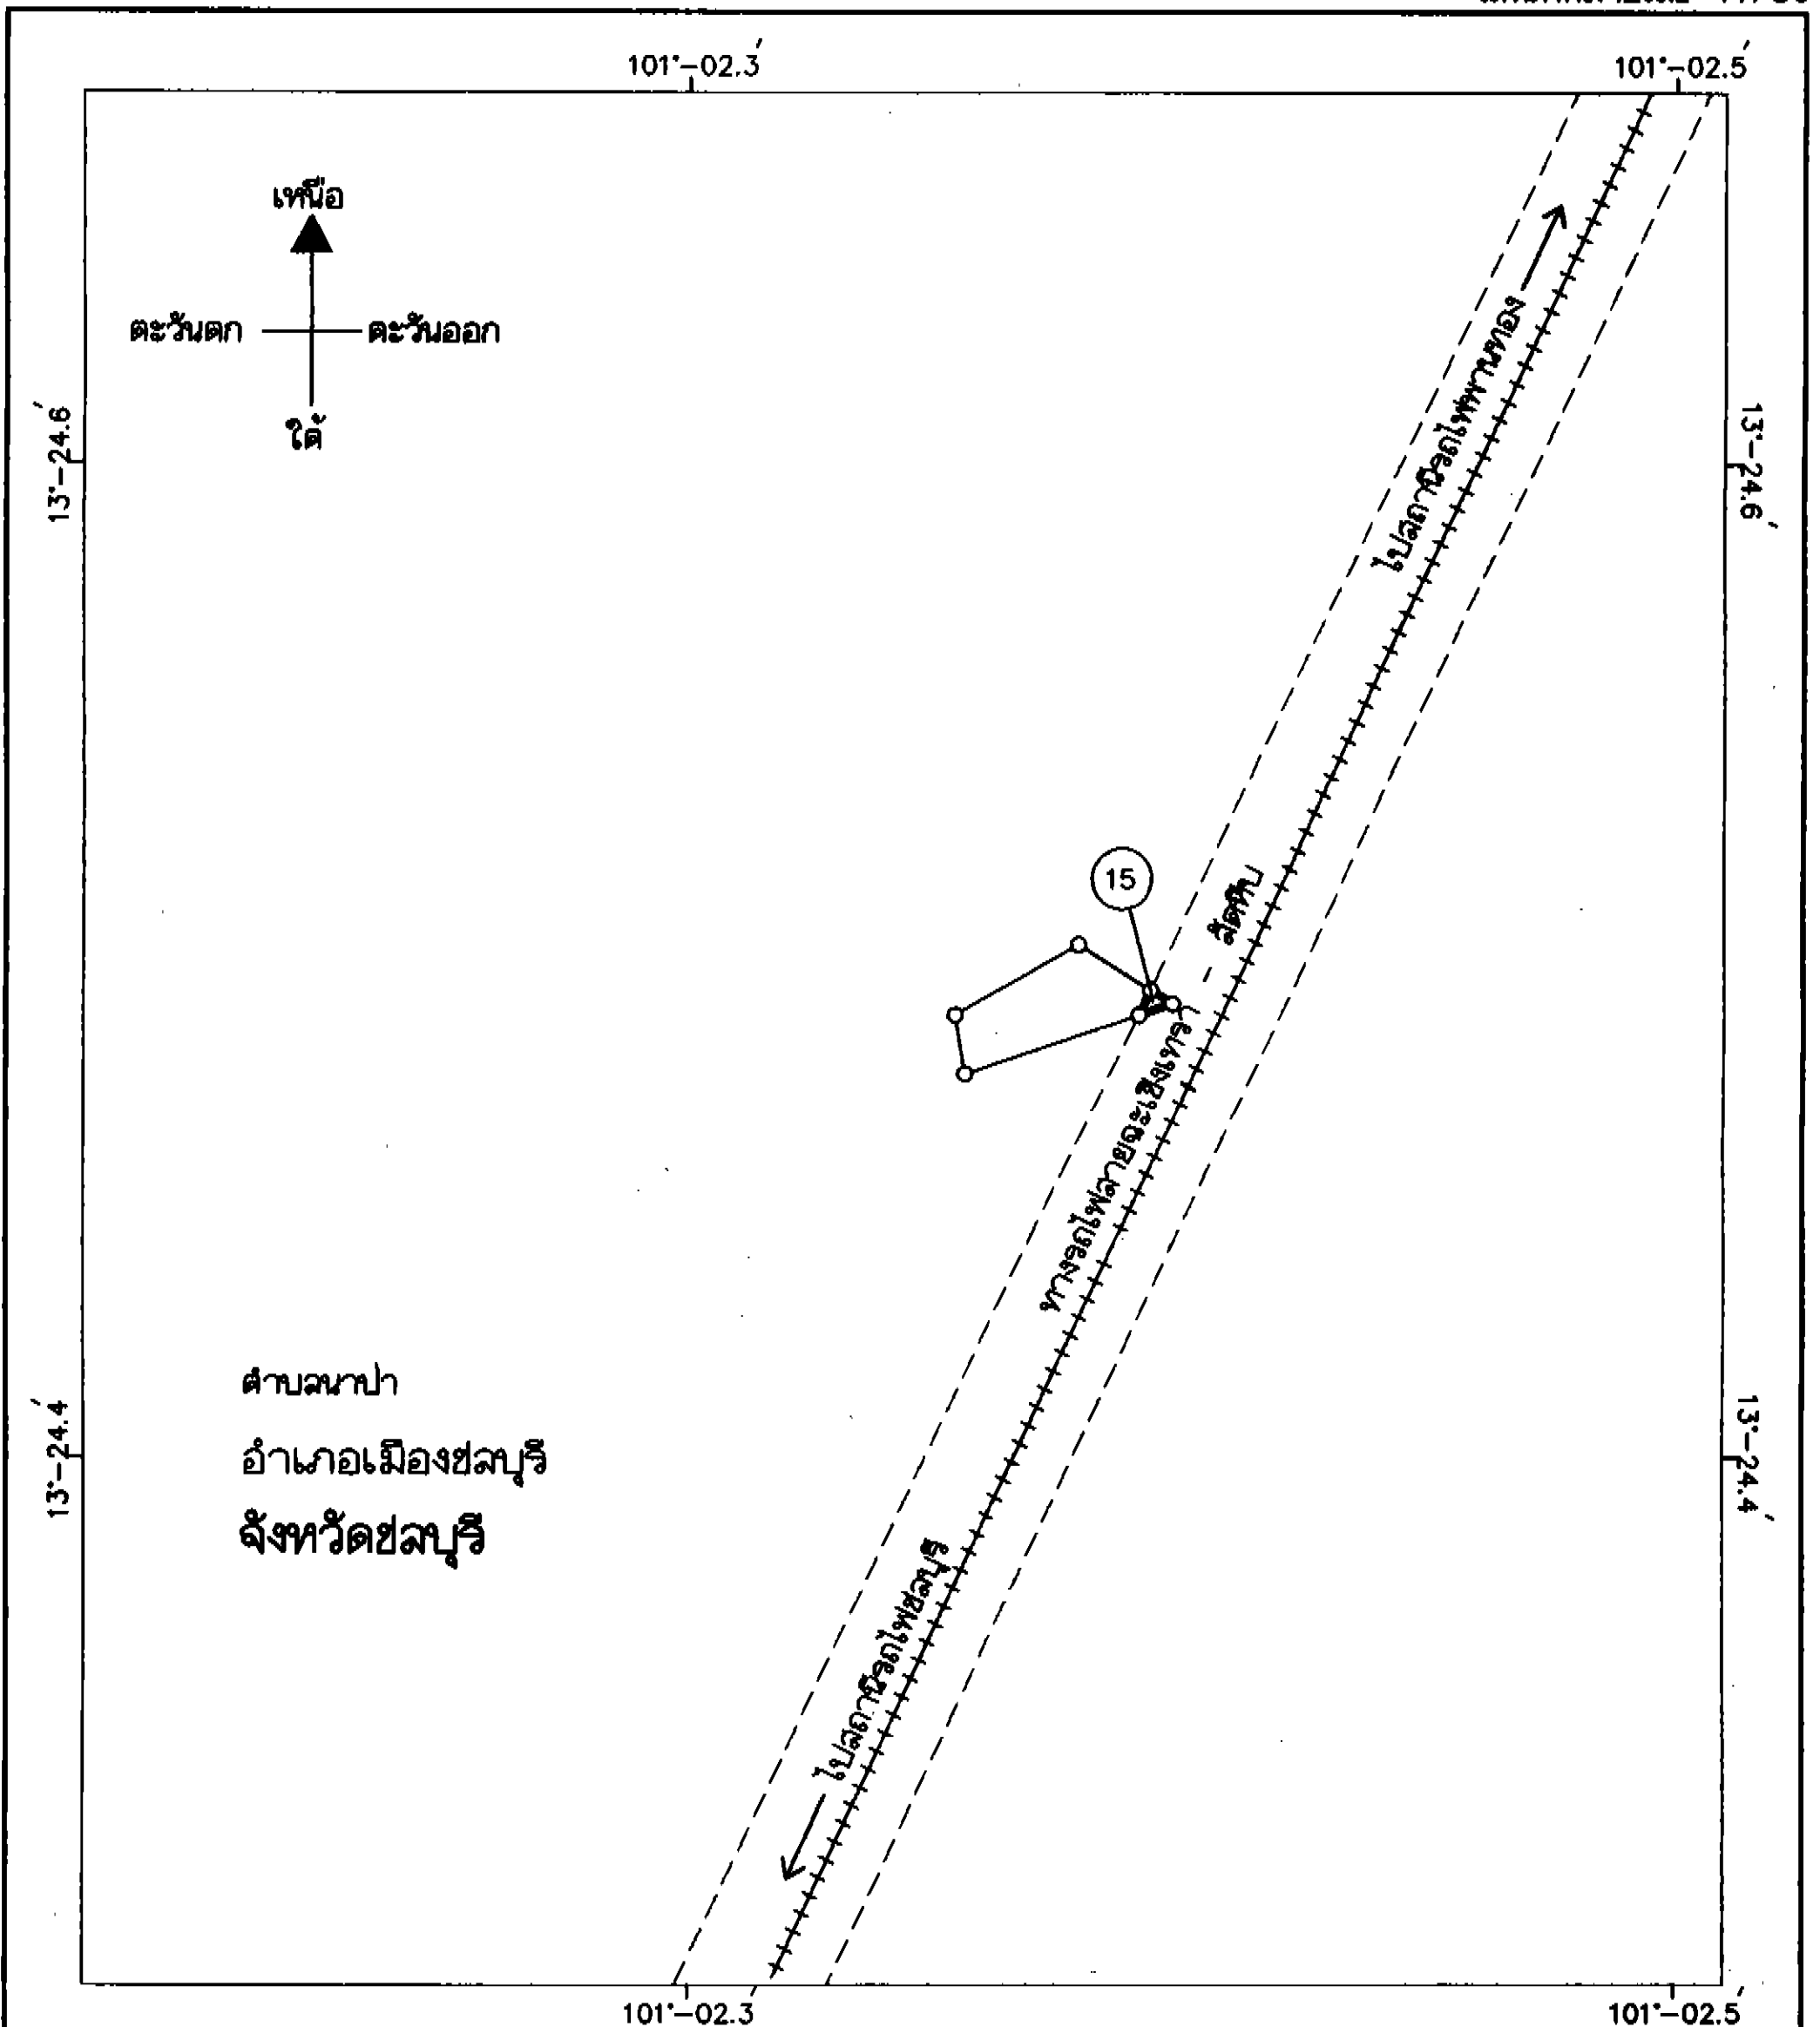 101°-02.3'
101°-02.5'
เหนือ
ตะวันตก
ตะวันออก
ใต้
13°-24.6'
13°-24.6'
ไปสถานีรถไฟพานทอง
15
ทางรถไฟสายฉะเชิงเทรา - สัตหีบ
ตำบลนาป่า
อำเภอเมืองชลบุรี
จังหวัดชลบุรี
13°-24.4'
13°-24.4'
ไปสถานีรถไฟชลบุรี
101°-02.3'
101°-02.5'